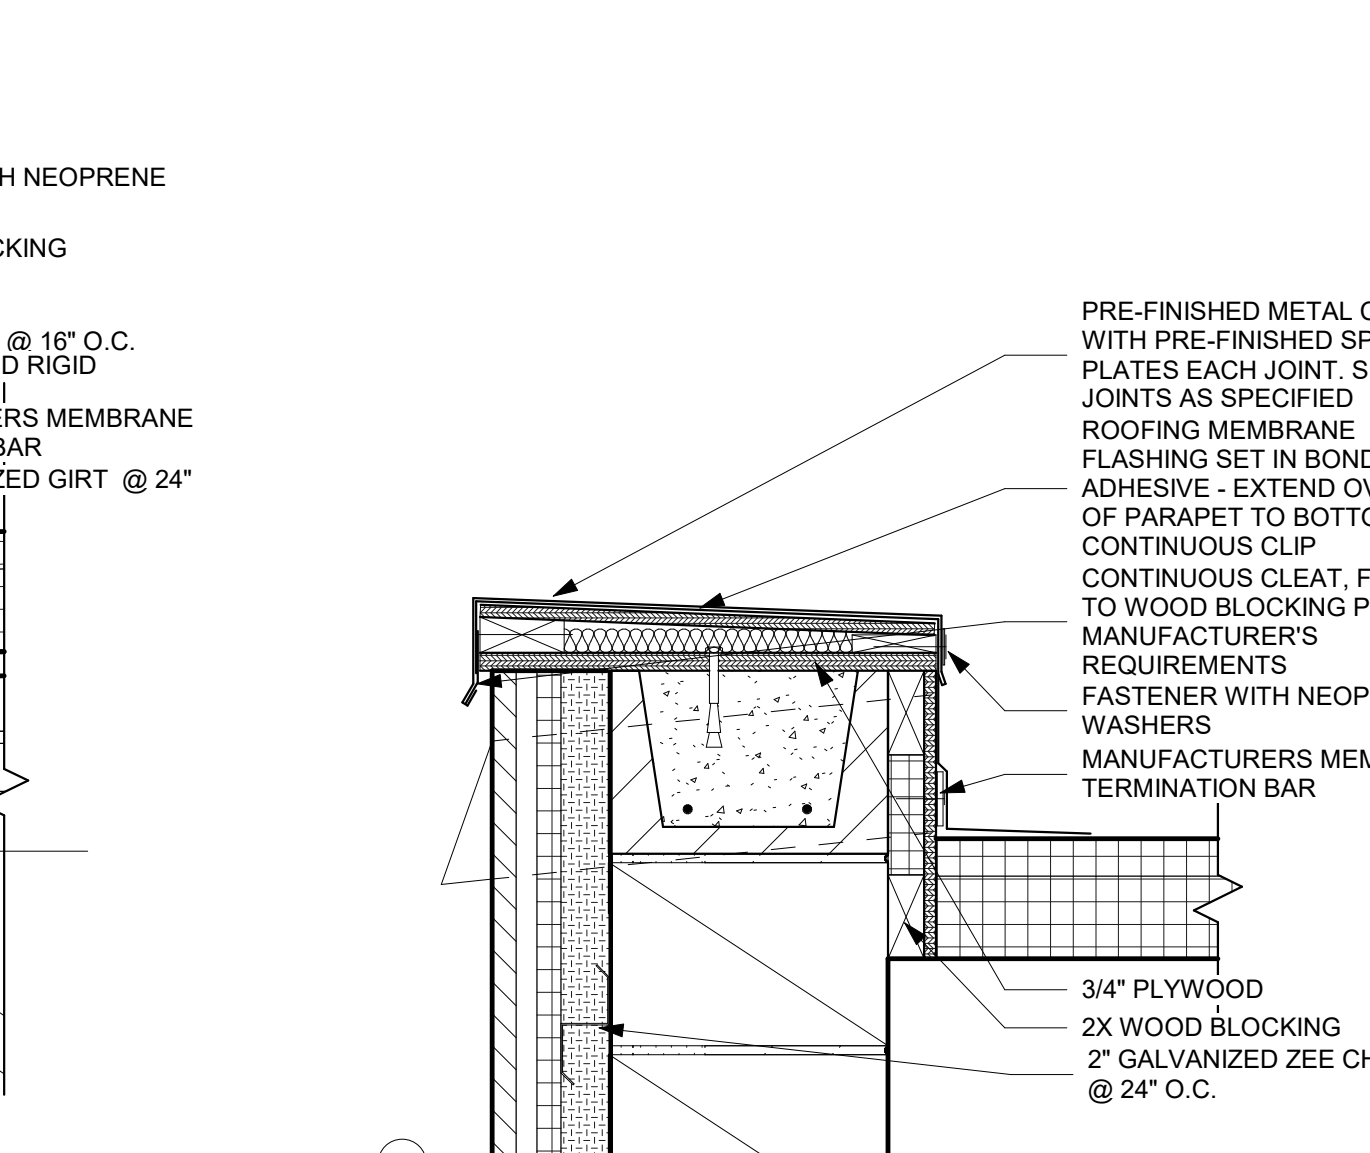 H NEOPRENE
CKING
@ 16" O.C.
D RIGID
ERS MEMBRANE
BAR
ZED GIRT @ 24"
PRE-FINISHED METAL C
WITH PRE-FINISHED SP
PLATES EACH JOINT. S
JOINTS AS SPECIFIED
ROOFING MEMBRANE
FLASHING SET IN BOND
ADHESIVE - EXTEND OV
OF PARAPET TO BOTTO
CONTINUOUS CLIP
CONTINUOUS CLEAT, F
TO WOOD BLOCKING P
MANUFACTURER'S
REQUIREMENTS
FASTENER WITH NEOP
WASHERS
MANUFACTURERS MEM
TERMINATION BAR
3/4" PLYWOOD
2X WOOD BLOCKING
2" GALVANIZED ZEE CH
@ 24" O.C.